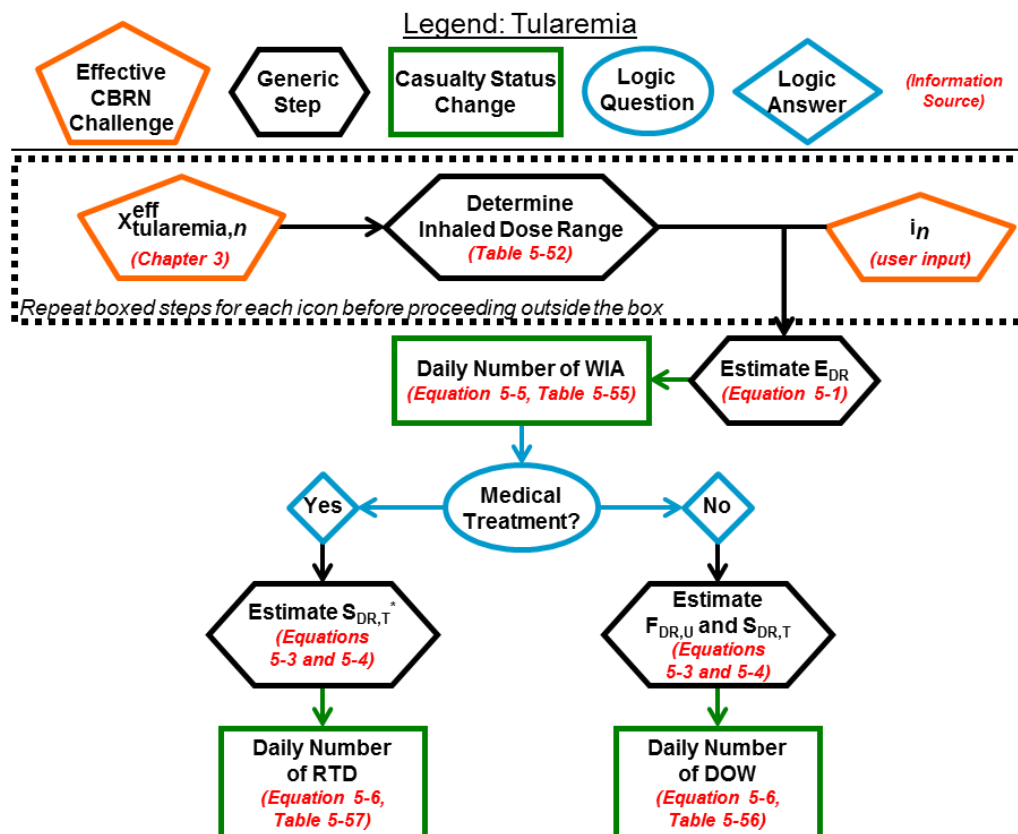 Legend: Tularemia
Effective
CBRN
Challenge
Generic
Step
Casualty Status
Change
Logic
Question
Logic
Answer
(Information
Source)
X^eff_tularemia,n
(Chapter 3)
Determine
Inhaled Dose Range
(Table 5-52)
i_n
(user input)
Repeat boxed steps for each icon before proceeding outside the box
Daily Number of WIA
(Equation 5-5, Table 5-55)
Estimate E_DR
(Equation 5-1)
Yes
Medical
Treatment?
No
Estimate S_DR,T*
(Equations
5-3 and 5-4)
Estimate
F_DR,U and S_DR,T
(Equations
5-3 and 5-4)
Daily Number
of RTD
(Equation 5-6,
Table 5-57)
Daily Number
of DOW
(Equation 5-6,
Table 5-56)